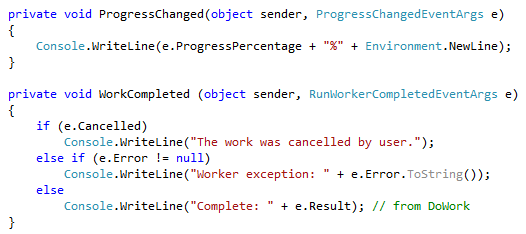 private void ProgressChanged(object sender, ProgressChangedEventArgs e)
{
    Console.WriteLine(e.ProgressPercentage + "%" + Environment.NewLine);
}
private void WorkCompleted (object sender, RunWorkerCompletedEventArgs e)
{
    if (e.Cancelled)
        Console.WriteLine("The work was cancelled by user.");
    else if (e.Error != null)
        Console.WriteLine("Worker exception: " + e.Error.ToString());
    else
        Console.WriteLine("Complete: " + e.Result); // from DoWork
}